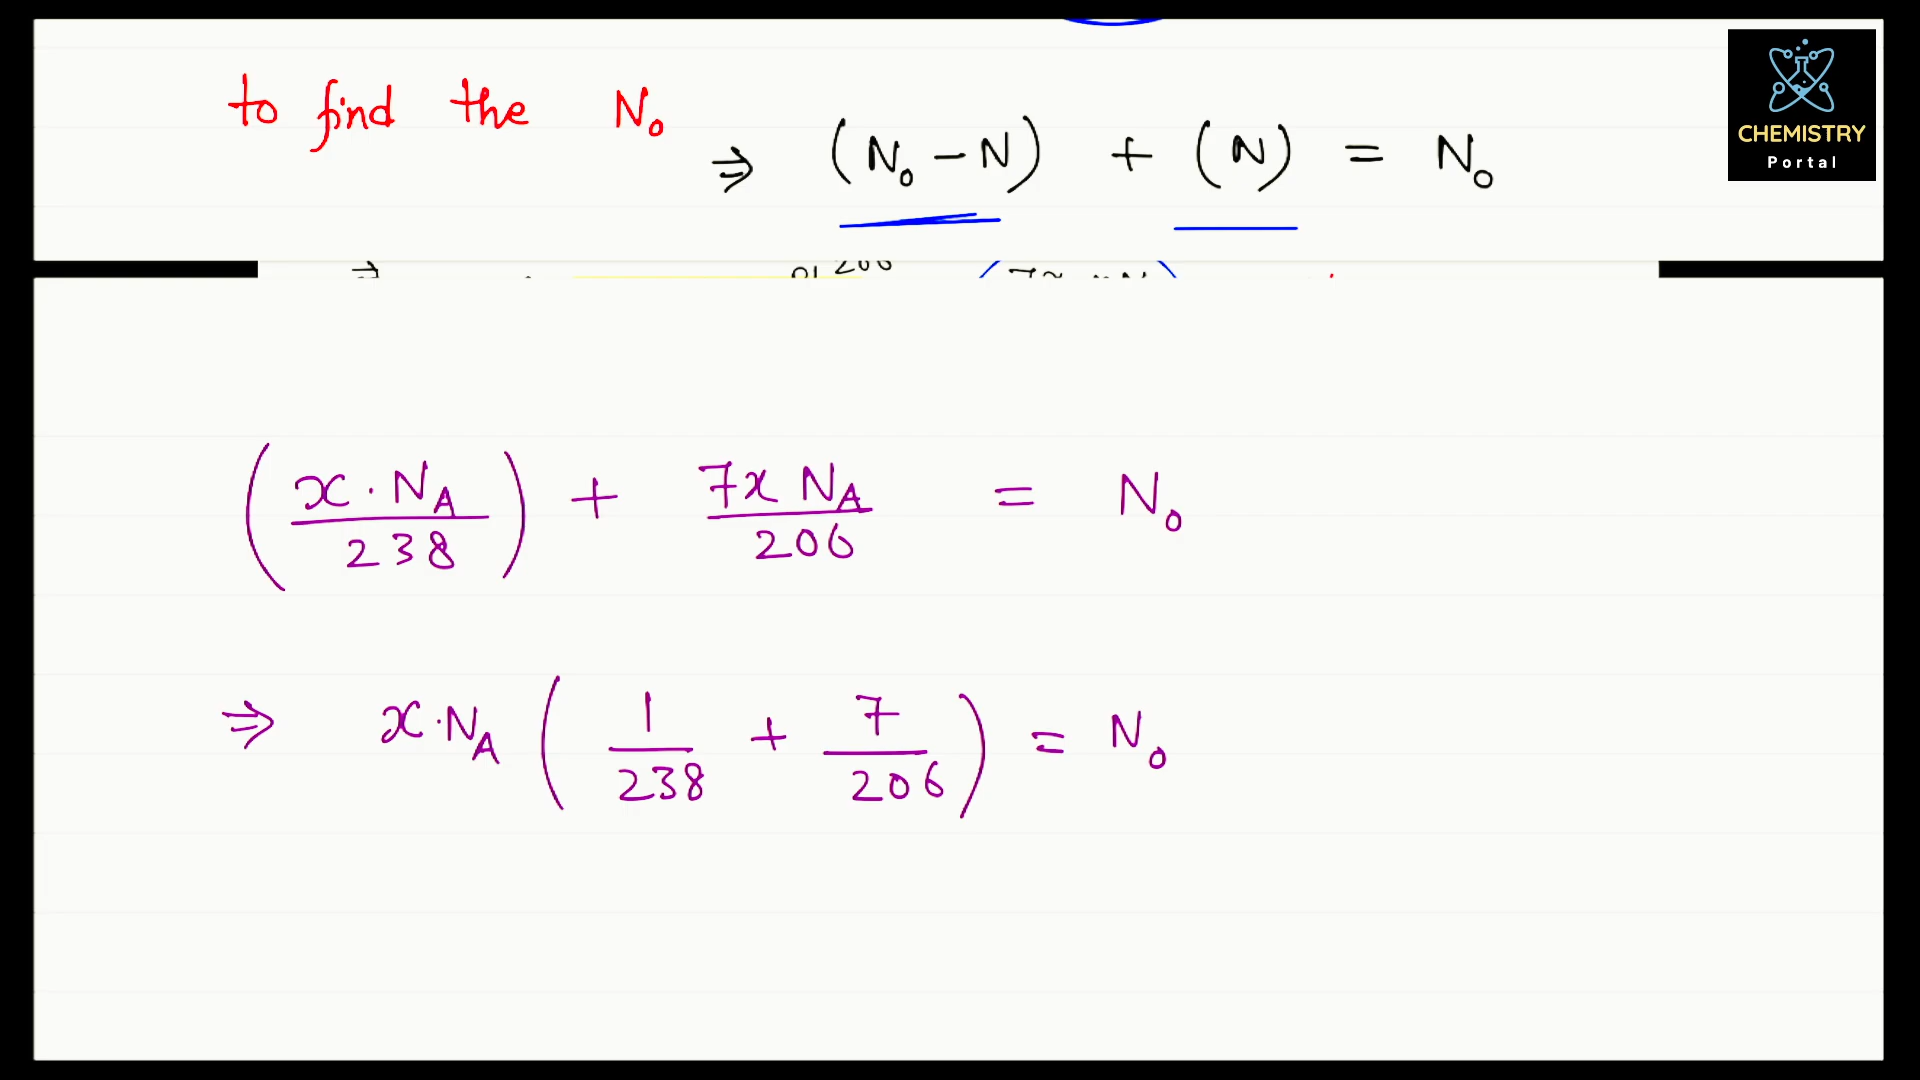 to find the N₀
⇒ (N₀ - N) + (N) = N₀
CHEMISTRY
Portal
206
(x · N_A / 238) + 7x N_A / 206 = N₀
⇒ x · N_A (1/238 + 7/206) = N₀